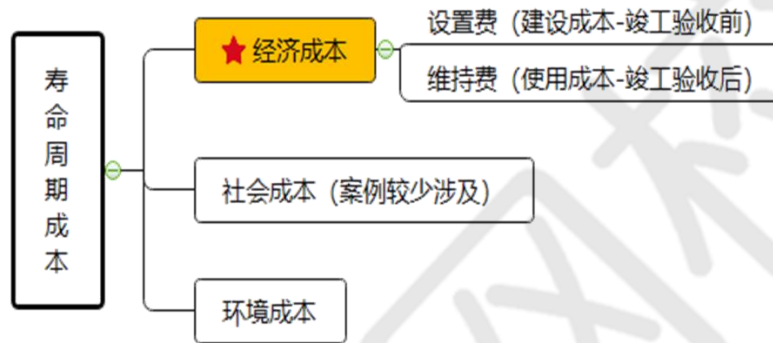 寿命周期成本
经济成本
设置费（建设成本-竣工验收前）
维持费（使用成本-竣工验收后）
社会成本（案例较少涉及）
环境成本